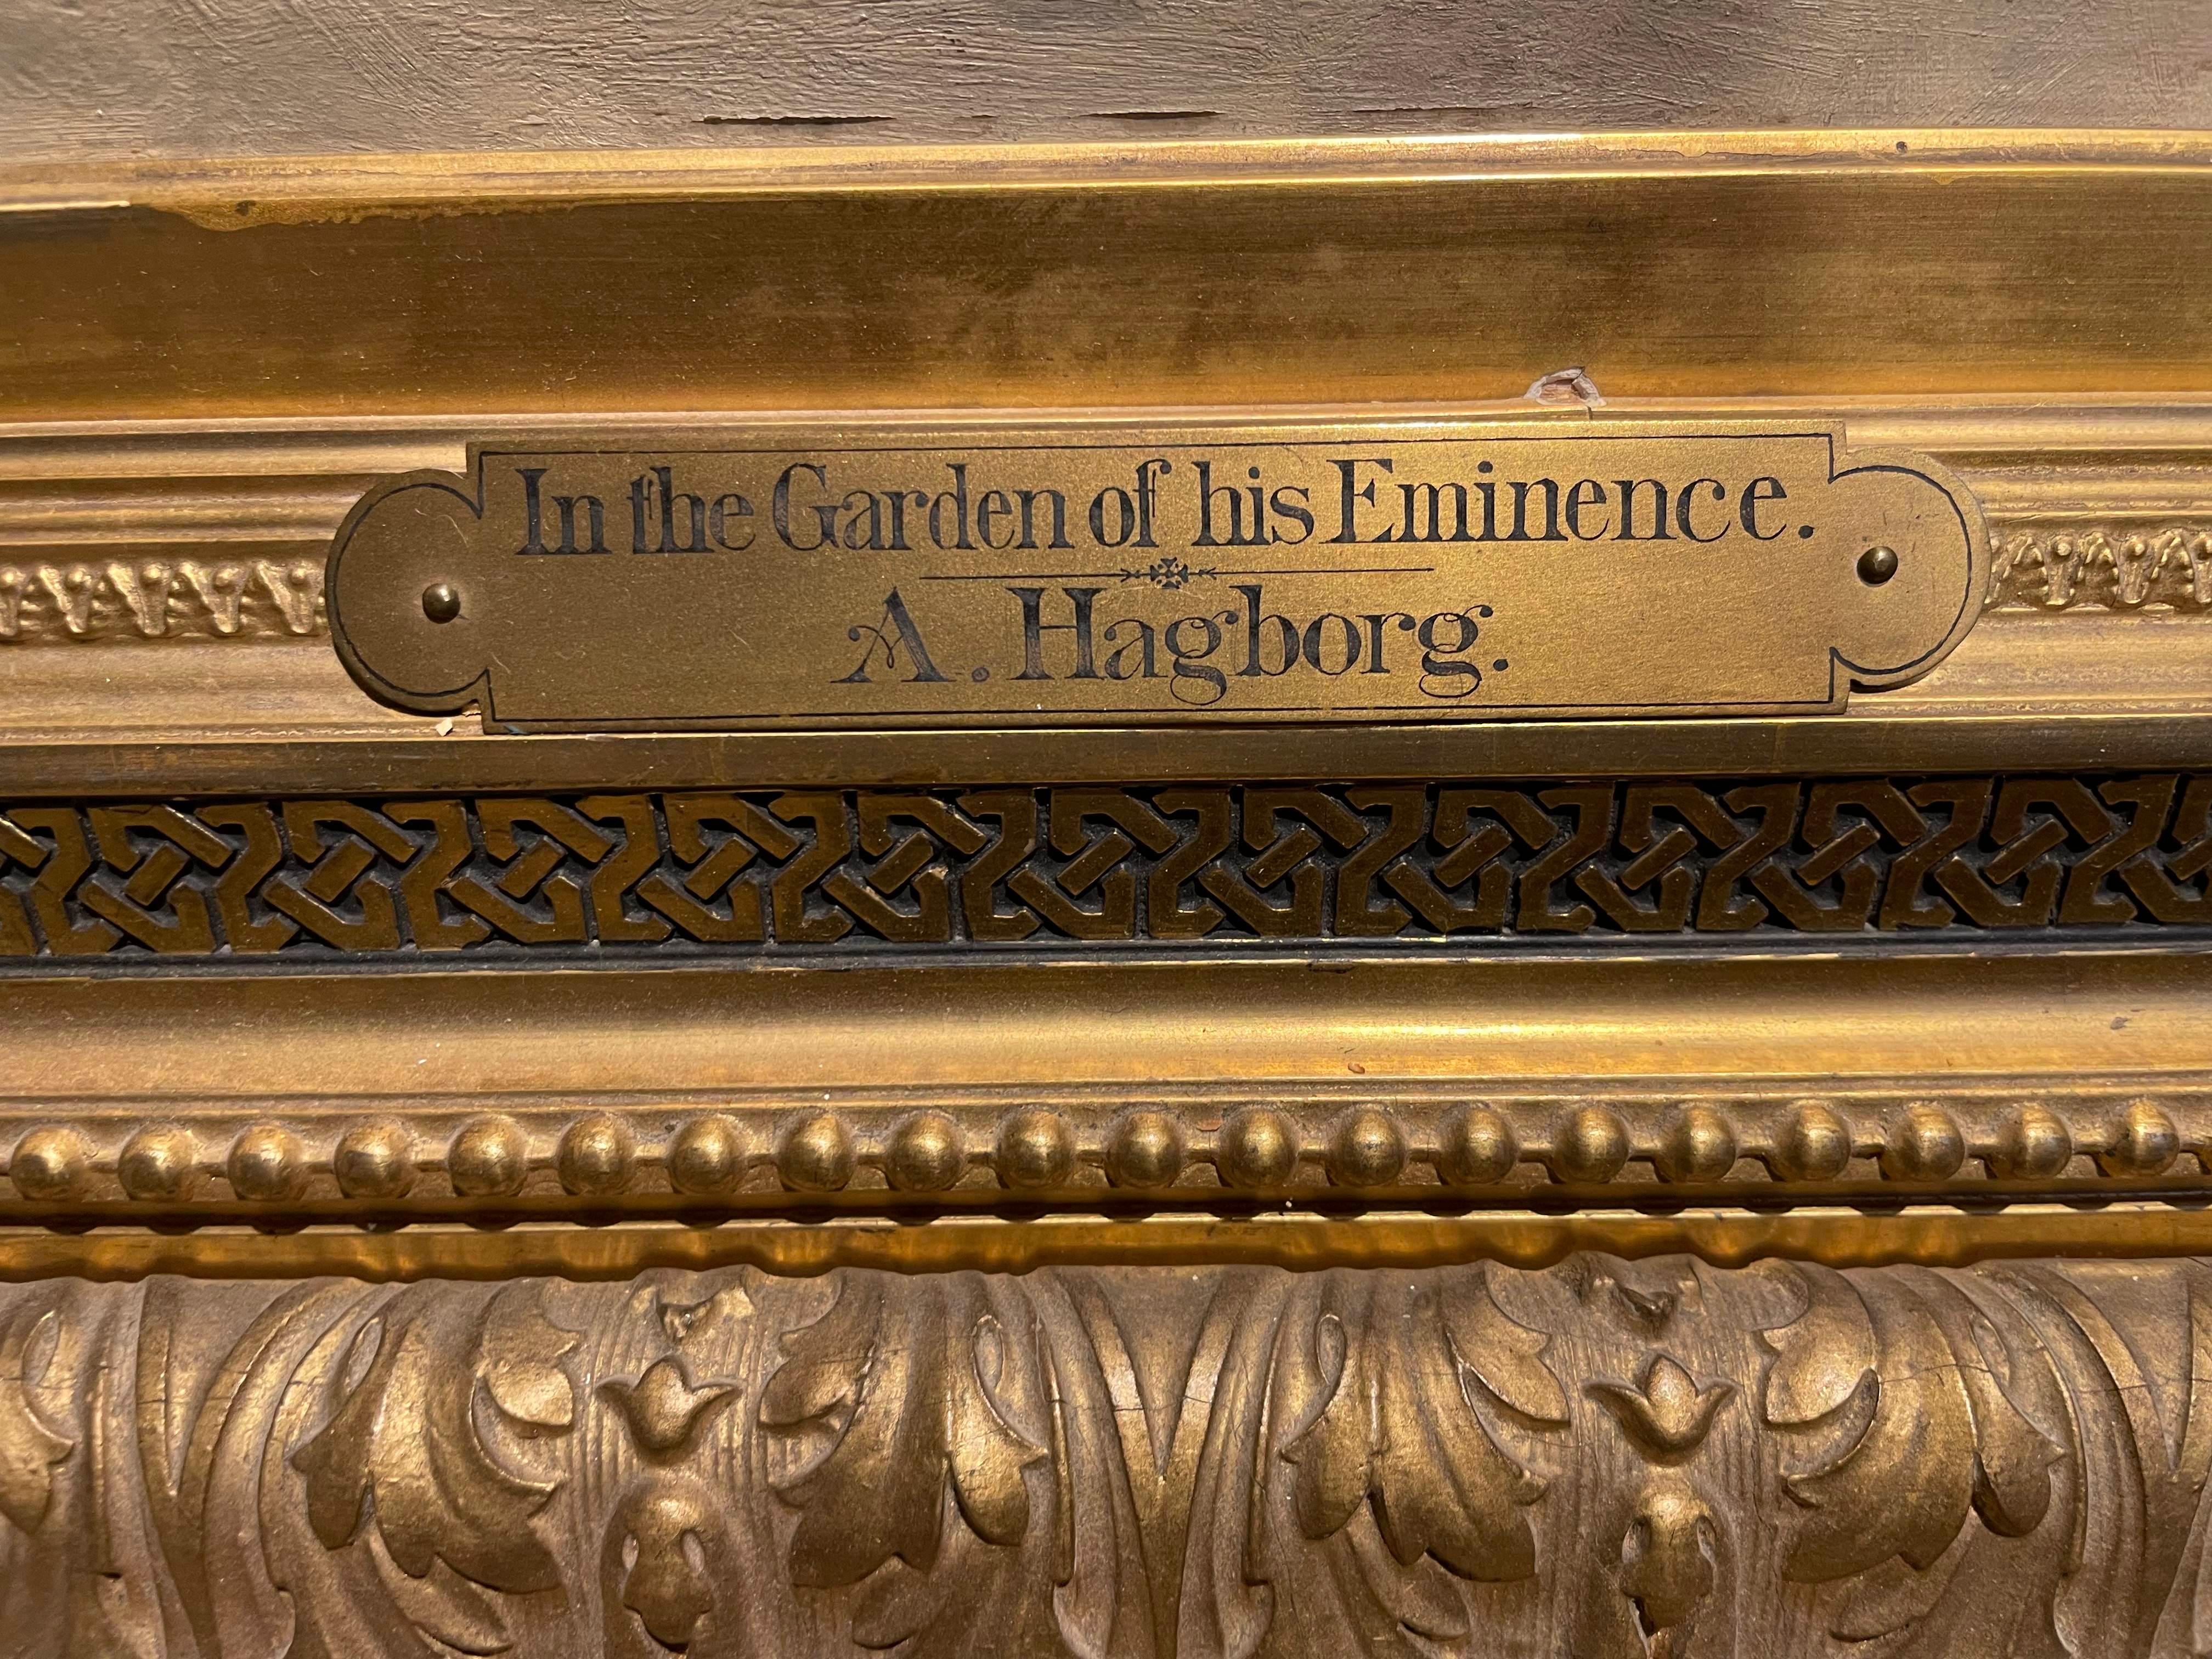 In the Garden of his Eminence.
A. Hagborg.